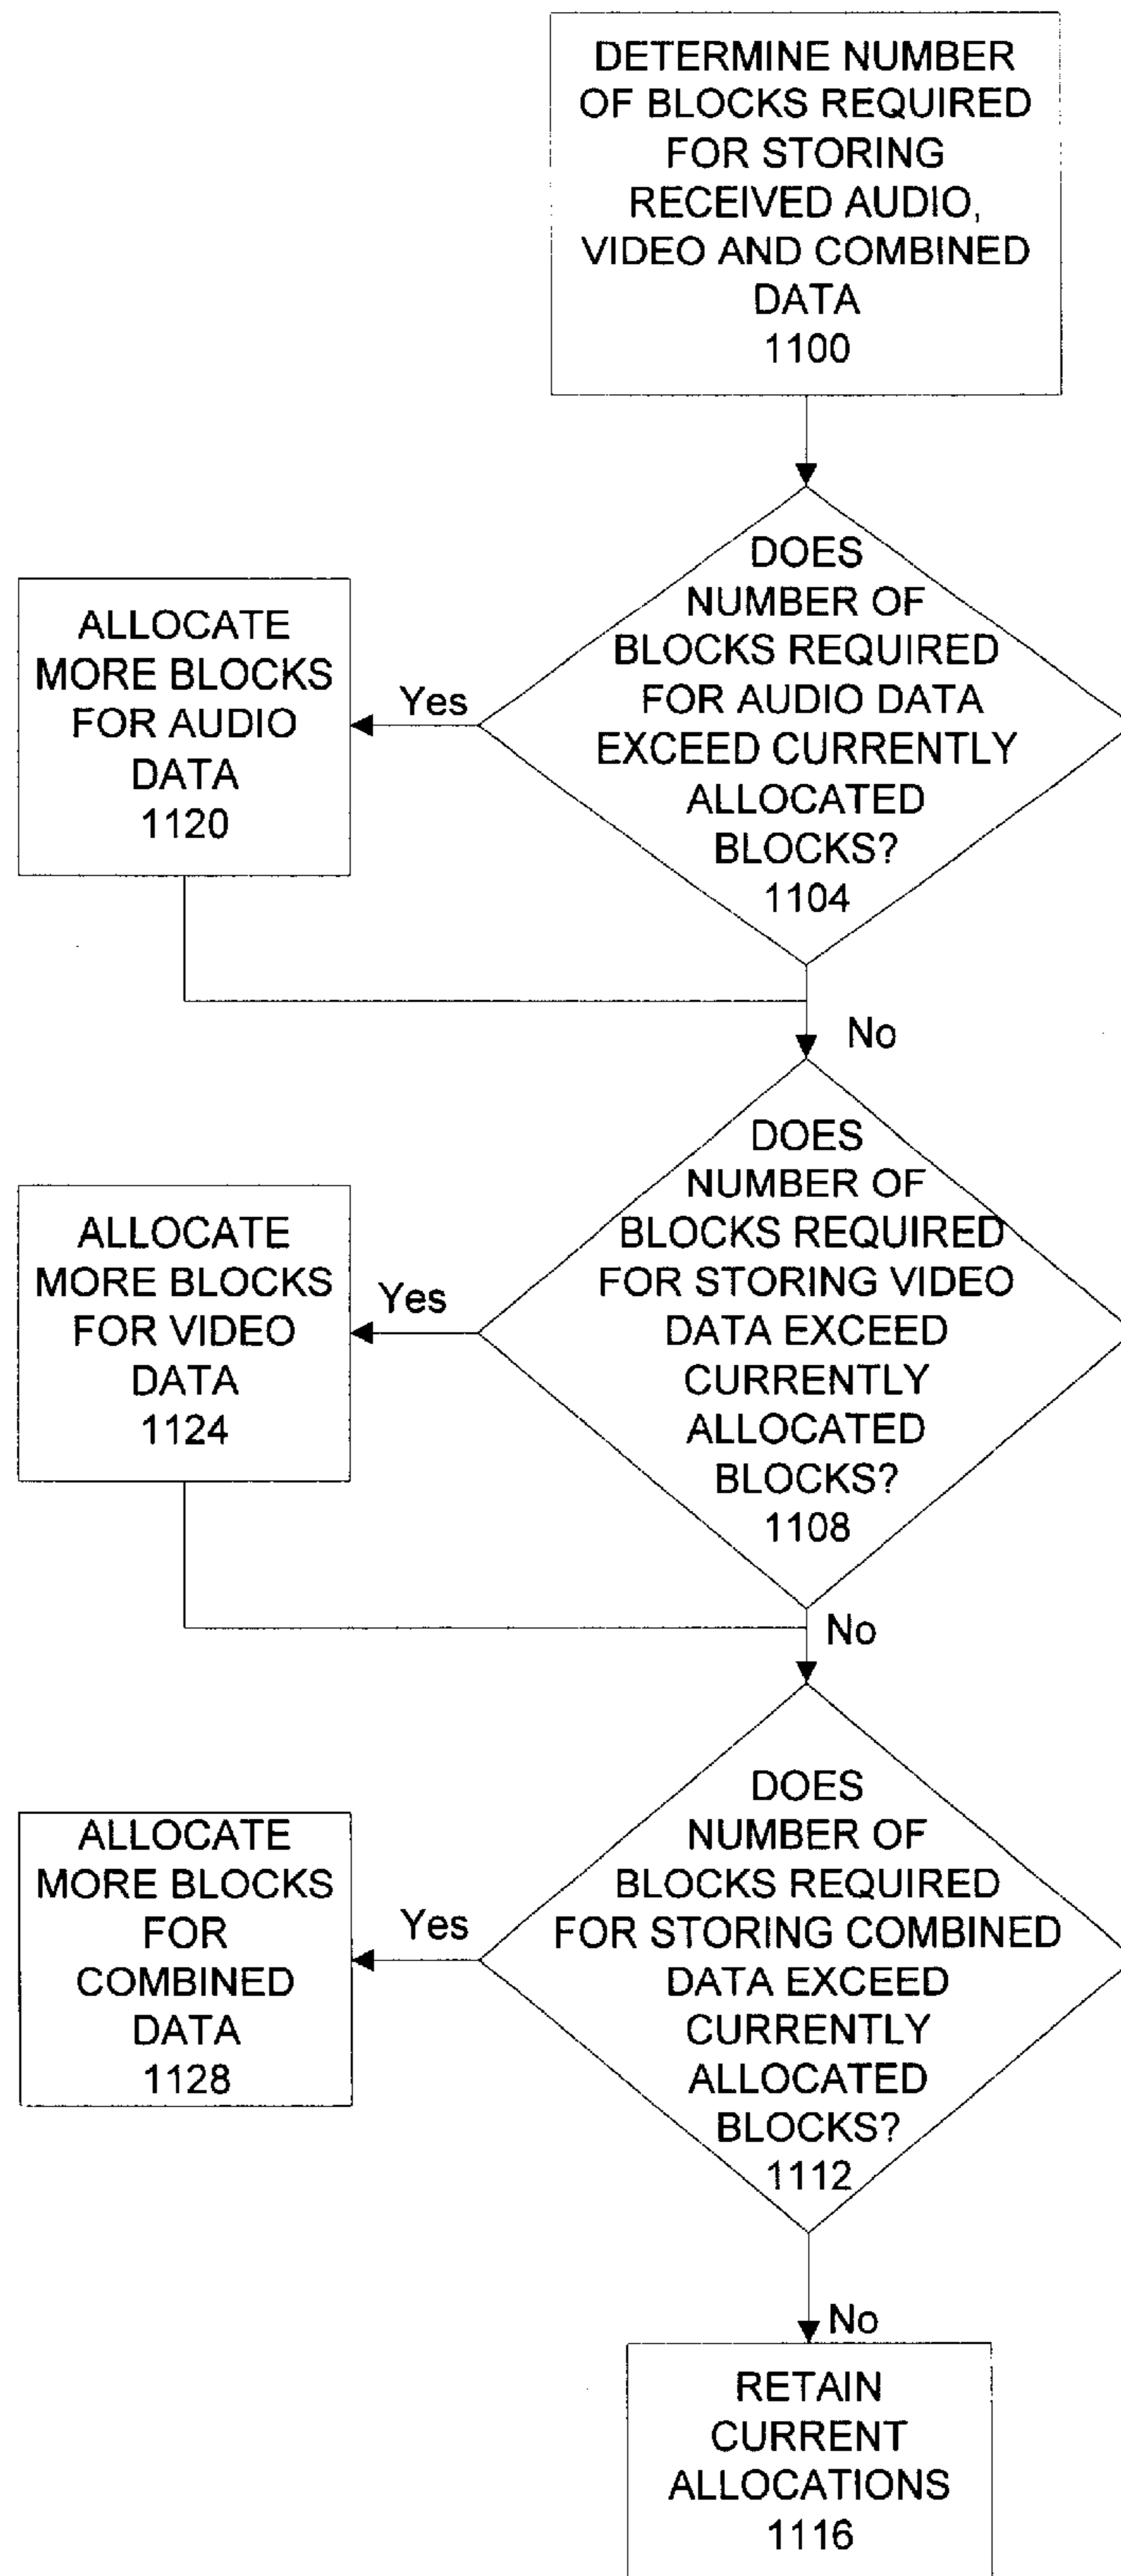 DETERMINE NUMBER
OF BLOCKS REQUIRED
FOR STORING
RECEIVED AUDIO,
VIDEO AND COMBINED
DATA
1100
DOES
NUMBER OF
BLOCKS REQUIRED
FOR AUDIO DATA
EXCEED CURRENTLY
ALLOCATED
BLOCKS?
1104
Yes
ALLOCATE
MORE BLOCKS
FOR AUDIO
DATA
1120
No
DOES
NUMBER OF
BLOCKS REQUIRED
FOR STORING VIDEO
DATA EXCEED
CURRENTLY
ALLOCATED
BLOCKS?
1108
Yes
ALLOCATE
MORE BLOCKS
FOR VIDEO
DATA
1124
No
DOES
NUMBER OF
BLOCKS REQUIRED
FOR STORING COMBINED
DATA EXCEED
CURRENTLY
ALLOCATED
BLOCKS?
1112
Yes
ALLOCATE
MORE BLOCKS
FOR
COMBINED
DATA
1128
No
RETAIN
CURRENT
ALLOCATIONS
1116